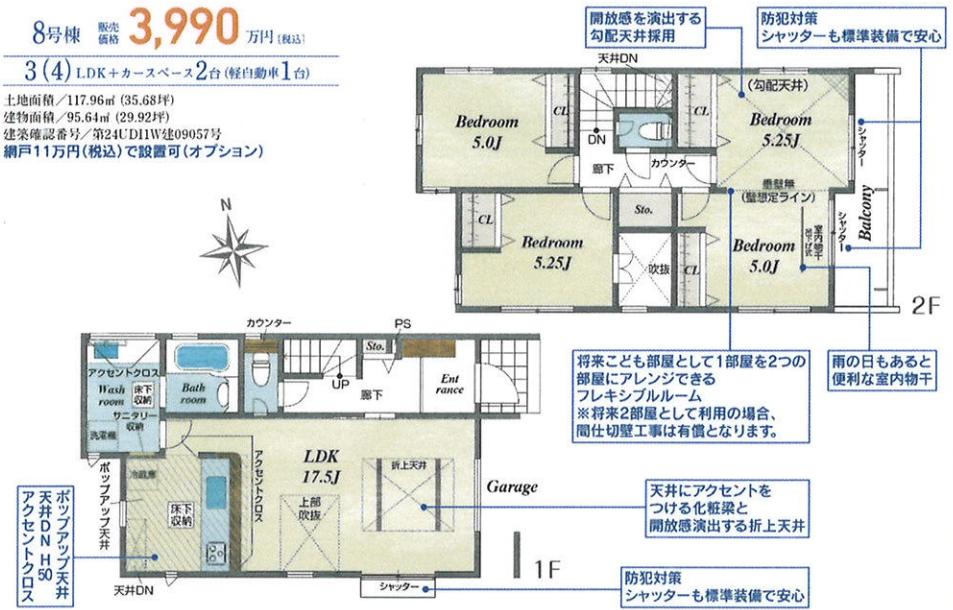 8号棟 販売価格 3,990万円[税込]
3(4)LDK+カースペース2台(軽自動車1台)
土地面積/117.96㎡ (35.68坪)
建物面積/95.64㎡ (29.92坪)
建築確認番号/第24UDI1W建09057号
網戸11万円(税込)で設置可(オプション)
N
開放感を演出する
勾配天井採用
防犯対策
シャッターも標準装備で安心
天井DN
Bedroom
5.0J
CL
DN
廊下
カウンター
CL
(勾配天井)
Bedroom
5.25J
シャッター
垂壁無
(壁想定ライン)
Sto.
CL
Bedroom
5.25J
吹抜
CL
Bedroom
5.0J
室内物干
吊下げ式
シャッター
Balcony
2F
将来こども部屋として1部屋を2つの
部屋にアレンジできる
フレキシブルルーム
※将来2部屋として利用の場合、
間仕切壁工事は有償となります。
雨の日もあると
便利な室内物干
カウンター
PS
Sto.
アクセントクロス
Wash
room
床下
収納
サニタリー
収納
洗濯機
Bath
room
UP
廊下
Ent
rance
LDK
17.5J
折上天井
Garage
アクセントクロス
上部
吹抜
冷蔵庫
床下
収納
ポップアップ天井
天井DN
シャッター
ポップアップ天井
天井DN H50
アクセントクロス
1F
天井にアクセントを
つける化粧梁と
開放感演出する折上天井
防犯対策
シャッターも標準装備で安心